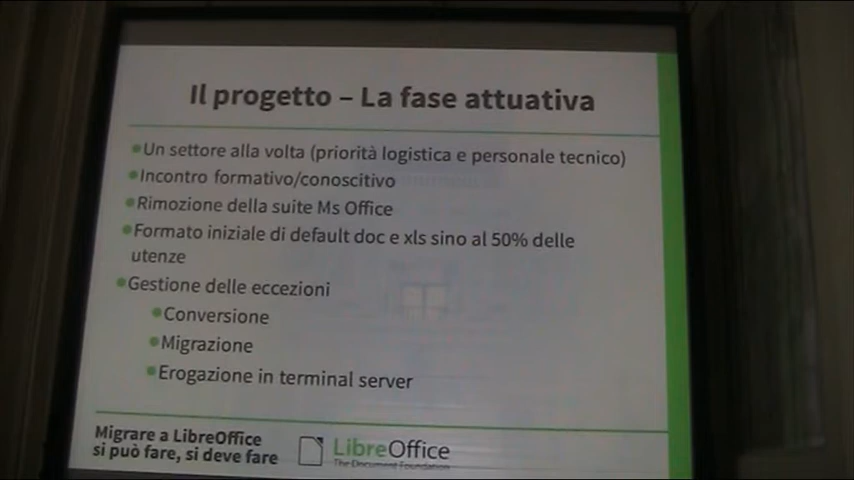 Il progetto – La fase attuativa
Un settore alla volta (priorità logistica e personale tecnico)
Incontro formativo/conoscitivo
Rimozione della suite Ms Office
Formato iniziale di default doc e xls sino al 50% delle
utenze
Gestione delle eccezioni
Conversione
Migrazione
Erogazione in terminal server
Migrare a LibreOffice
si può fare, si deve fare
LibreOffice
The Document Foundation